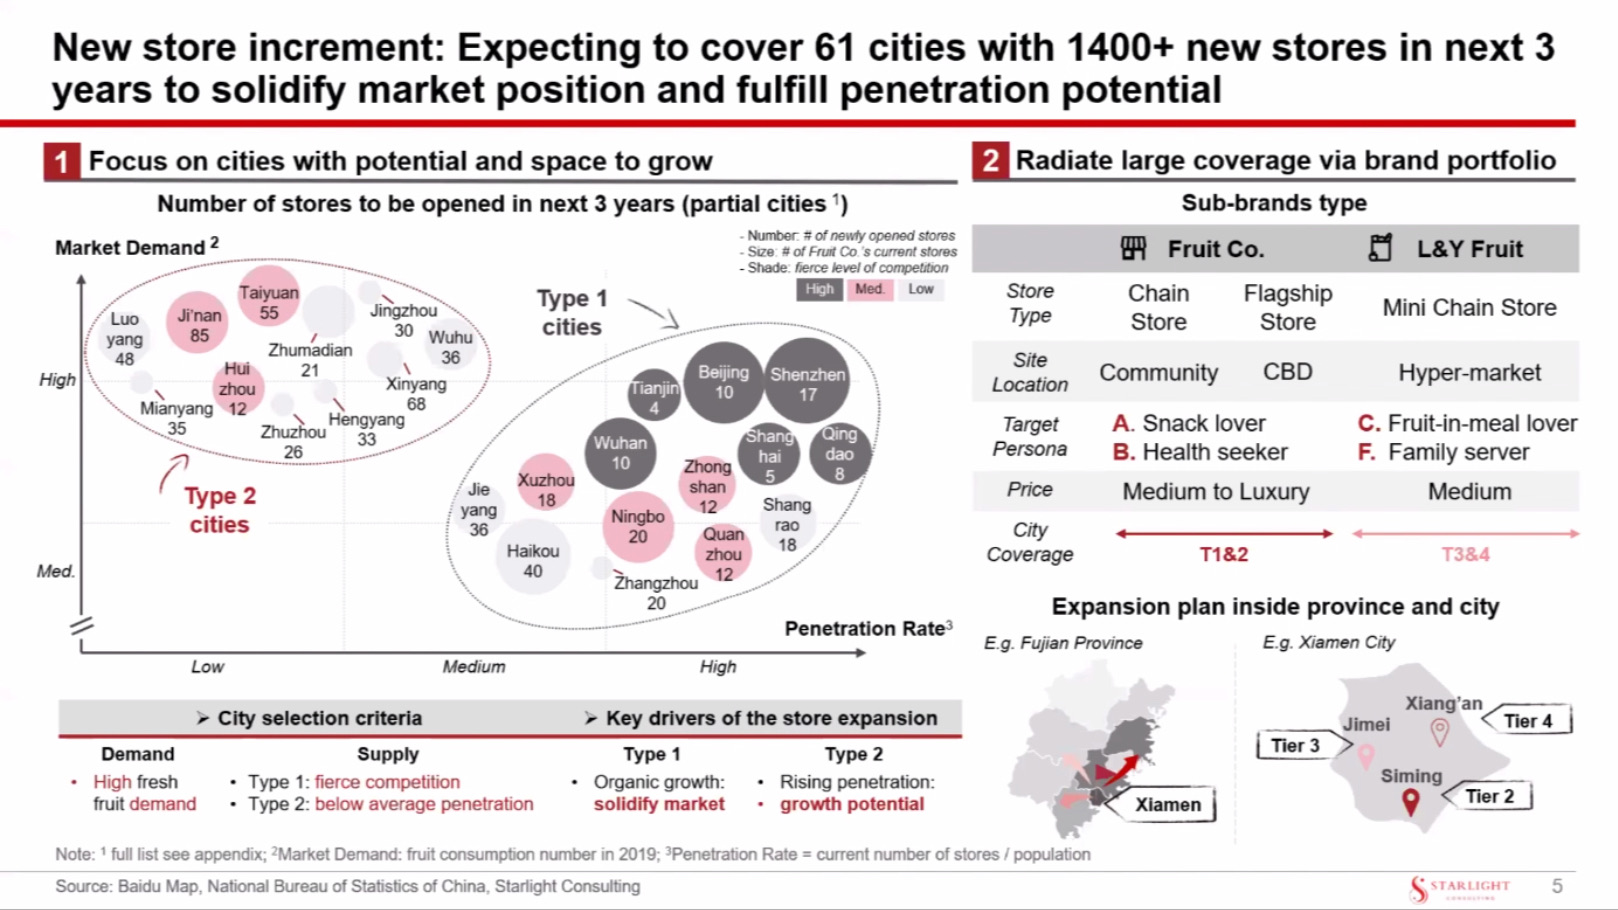 New store increment: Expecting to cover 61 cities with 1400+ new stores in next 3
years to solidify market position and fulfill penetration potential
1 Focus on cities with potential and space to grow
Number of stores to be opened in next 3 years (partial cities ¹)
Market Demand ²
- Number: # of newly opened stores
- Size: # of Fruit Co.'s current stores
- Shade: fierce level of competition
High Med. Low
Type 1
cities
Luo
yang
48
Ji'nan
85
Taiyuan
55
Zhumadian
21
Jingzhou
30
Wuhu
36
Xinyang
68
Hui
zhou
12
Mianyang
35
Zhuzhou
26
Hengyang
33
Type 2
cities
Tianjin
4
Beijing
10
Shenzhen
17
Wuhan
10
Shang
hai
5
Qing
dao
8
Xuzhou
18
Zhong
shan
12
Jie
yang
36
Ningbo
20
Shang
rao
18
Haikou
40
Quan
zhou
12
Zhangzhou
20
High
Med.
Penetration Rate³
Low Medium High
➢ City selection criteria
➢ Key drivers of the store expansion
Demand
• High fresh
fruit demand
Supply
• Type 1: fierce competition
• Type 2: below average penetration
Type 1
• Organic growth:
solidify market
Type 2
• Rising penetration:
• growth potential
2 Radiate large coverage via brand portfolio
Sub-brands type
Fruit Co. L&Y Fruit
Store
Type
Chain
Store
Flagship
Store
Mini Chain Store
Site
Location
Community CBD Hyper-market
Target
Persona
A. Snack lover
B. Health seeker
C. Fruit-in-meal lover
F. Family server
Price Medium to Luxury Medium
City
Coverage
T1&2 T3&4
Expansion plan inside province and city
E.g. Fujian Province
Xiamen
E.g. Xiamen City
Xiang'an
Tier 4
Jimei
Tier 3
Siming
Tier 2
Note: ¹ full list see appendix; ²Market Demand: fruit consumption number in 2019; ³Penetration Rate = current number of stores / population
Source: Baidu Map, National Bureau of Statistics of China, Starlight Consulting
STARLIGHT
CONSULTING
5